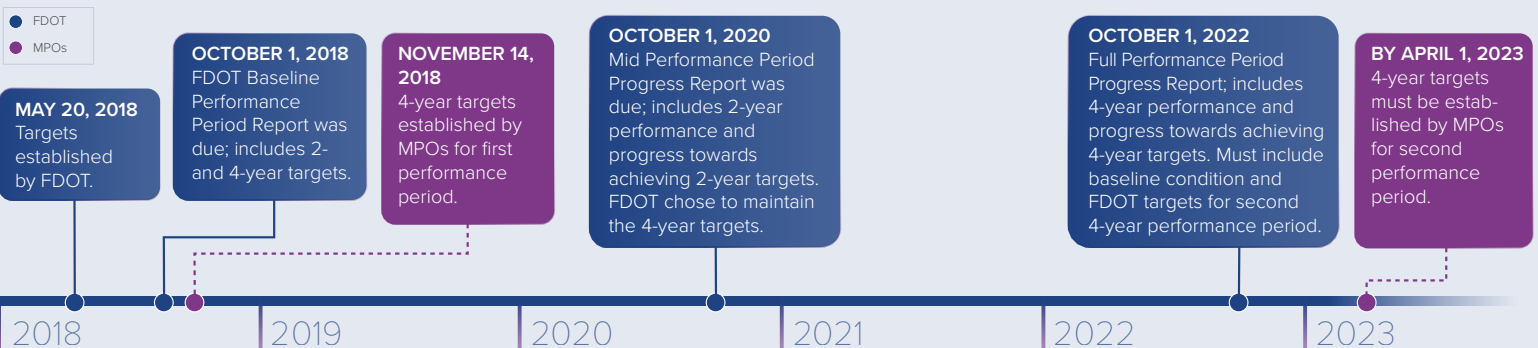 FDOT
MPOs
MAY 20, 2018
Targets
established
by FDOT.
OCTOBER 1, 2018
FDOT Baseline
Performance
Period Report was
due; includes 2-
and 4-year targets.
NOVEMBER 14,
2018
4-year targets
established by
MPOs for first
performance
period.
OCTOBER 1, 2020
Mid Performance Period
Progress Report was
due; includes 2-year
performance and
progress towards
achieving 2-year targets.
FDOT chose to maintain
the 4-year targets.
OCTOBER 1, 2022
Full Performance Period
Progress Report; includes
4-year performance and
progress towards achieving
4-year targets. Must include
baseline condition and
FDOT targets for second
4-year performance period.
BY APRIL 1, 2023
4-year targets
must be estab-
lished by MPOs
for second
performance
period.
2018
2019
2020
2021
2022
2023